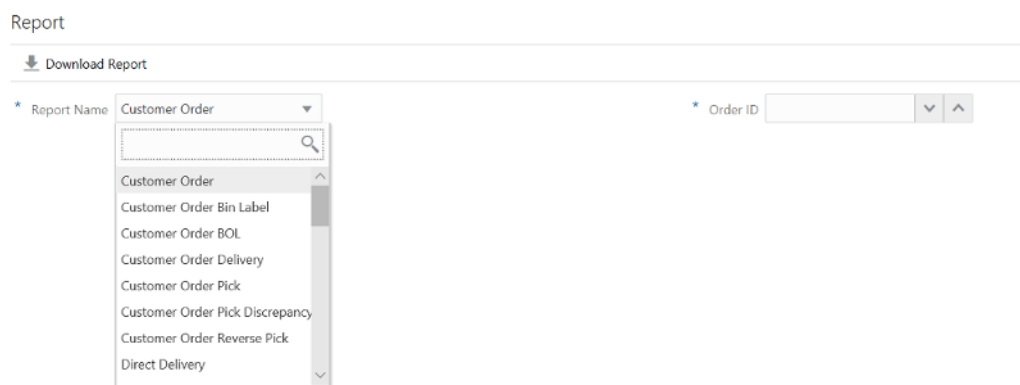 Report
Download Report
* Report Name Customer Order * Order ID
Customer Order
Customer Order Bin Label
Customer Order BOL
Customer Order Delivery
Customer Order Pick
Customer Order Pick Discrepancy
Customer Order Reverse Pick
Direct Delivery